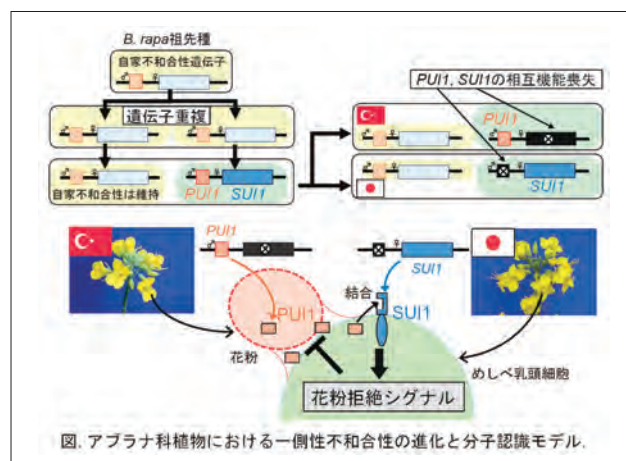 B. rapa祖先種
自家不和合性遺伝子
♂ ♀
遺伝子重複
♂ ♀ ♂ ♀
自家不和合性は維持
♂ ♀ PUI1 SUI1
PUI1, SUI1の相互機能喪失
PUI1
♂ ♀ ♂ ♀
♂ ♀ ♀
SUI1
PUI1
♂ ♀
♀
SUI1
結合
PUI1
SUI1
花粉
めしべ乳頭細胞
花粉拒絶シグナル
図. アブラナ科植物における一側性不和合性の進化と分子認識モデル.